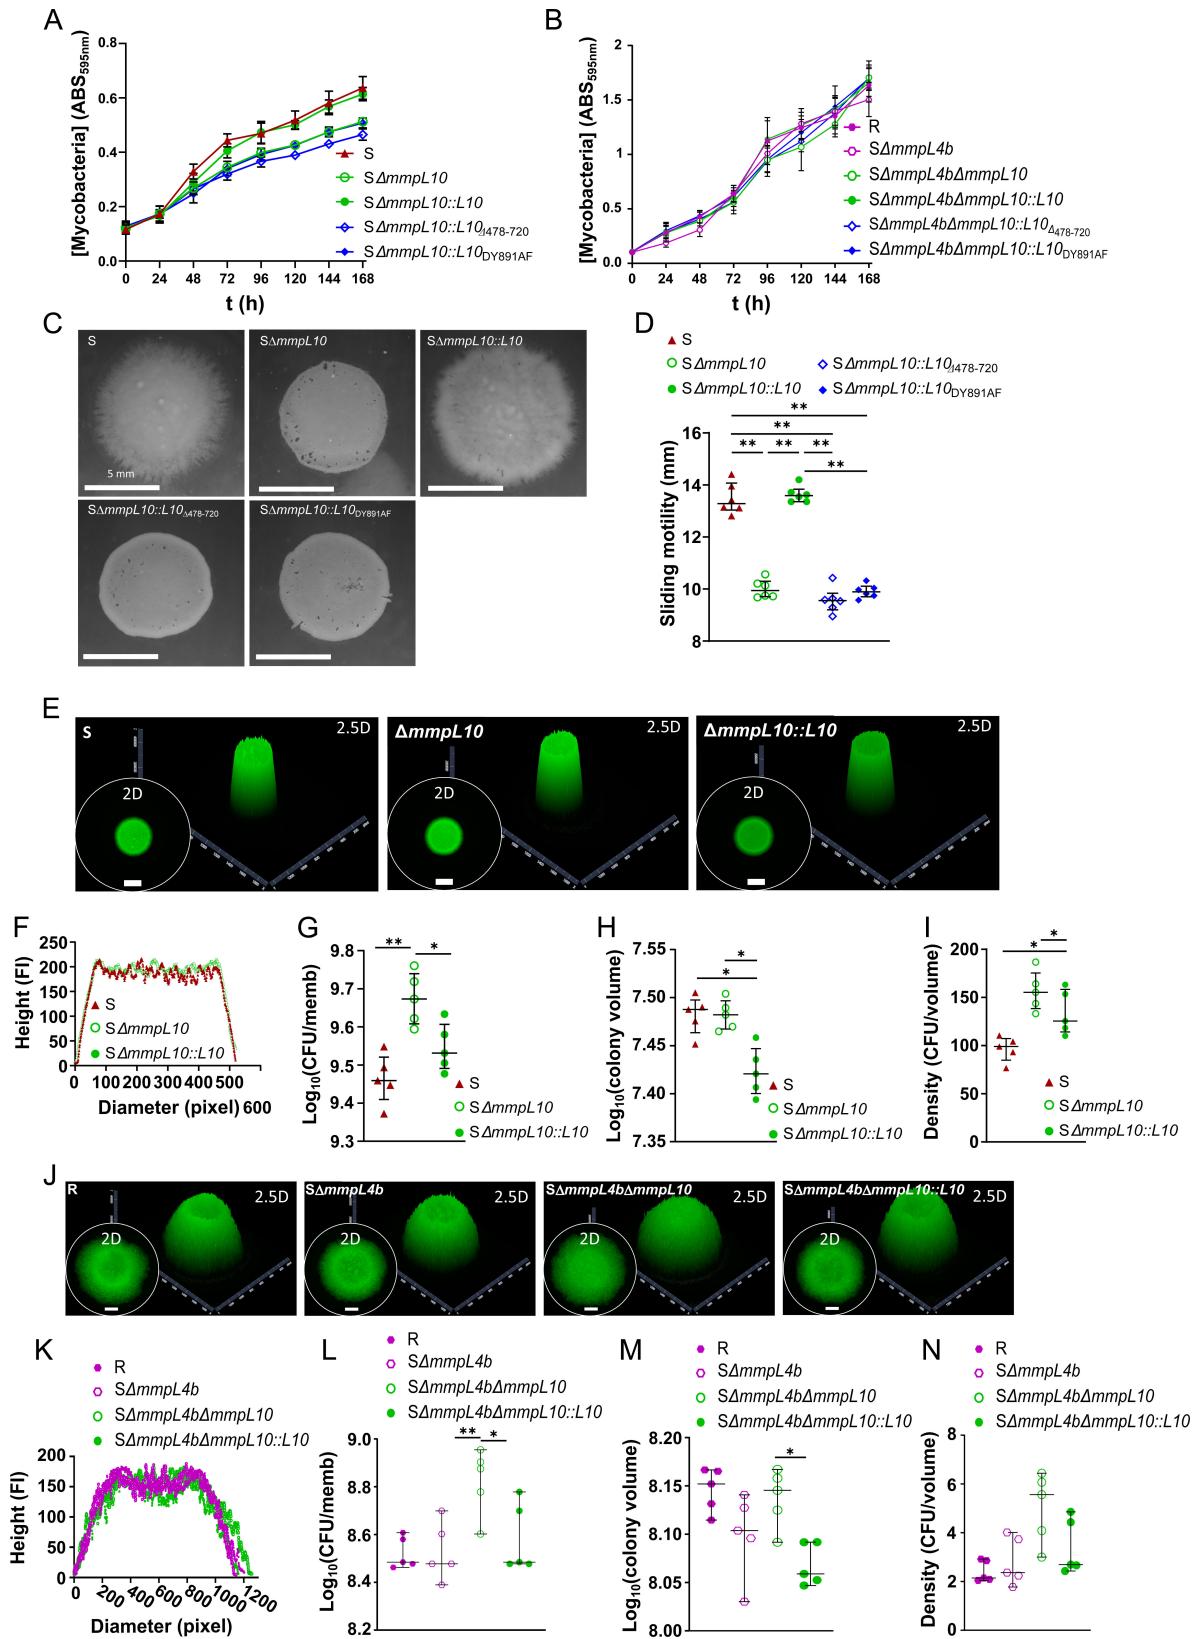 A
[Mycobacteria] (ABS595nm)
0.8
0.6
0.4
0.2
0.0
0 24 48 72 96 120 144 168
t (h)
S
SΔmmpL10
SΔmmpL10::L10
SΔmmpL10::L10Δ478-720
SΔmmpL10::L10DY891AF
B
[Mycobacteria] (ABS595nm)
2
1.5
1
0.5
0
0 24 48 72 96 120 144 168
t (h)
R
SΔmmpL4b
SΔmmpL4bΔmmpL10
SΔmmpL4bΔmmpL10::L10
SΔmmpL4bΔmmpL10::L10Δ478-720
SΔmmpL4bΔmmpL10::L10DY891AF
C
S
5 mm
SΔmmpL10
SΔmmpL10::L10
SΔmmpL10::L10Δ478-720
SΔmmpL10::L10DY891AF
D
S
SΔmmpL10
SΔmmpL10::L10
SΔmmpL10::L10Δ478-720
SΔmmpL10::L10DY891AF
**
**
** ** **
**
Sliding motility (mm)
16
14
12
10
8
E
S
2.5D
2D
ΔmmpL10
2.5D
2D
ΔmmpL10::L10
2.5D
2D
F
Height (FI)
250
200
150
100
50
0
0 100 200 300 400 500
Diameter (pixel) 600
S
SΔmmpL10
SΔmmpL10::L10
G
Log10(CFU/memb)
9.8
9.7
9.6
9.5
9.4
9.3
** *
S
SΔmmpL10
SΔmmpL10::L10
H
Log10(colony volume)
7.55
7.50
7.45
7.40
7.35
*
*
S
SΔmmpL10
SΔmmpL10::L10
I
Density (CFU/volume)
200
150
100
50
0
*
*
S
SΔmmpL10
SΔmmpL10::L10
J
R
2.5D
2D
SΔmmpL4b
2.5D
2D
SΔmmpL4bΔmmpL10
2.5D
2D
SΔmmpL4bΔmmpL10::L10
2.5D
2D
K
R
SΔmmpL4b
SΔmmpL4bΔmmpL10
SΔmmpL4bΔmmpL10::L10
Height (FI)
200
150
100
50
0
0 200 400 600 800 1000 1200
Diameter (pixel)
L
R
SΔmmpL4b
SΔmmpL4bΔmmpL10
SΔmmpL4bΔmmpL10::L10
Log10(CFU/memb)
9.0
8.8
8.6
8.4
8.2
** *
M
R
SΔmmpL4b
SΔmmpL4bΔmmpL10
SΔmmpL4bΔmmpL10::L10
Log10(colony volume)
8.20
8.15
8.10
8.05
8.00
*
N
R
SΔmmpL4b
SΔmmpL4bΔmmpL10
SΔmmpL4bΔmmpL10::L10
Density (CFU/volume)
8
6
4
2
0